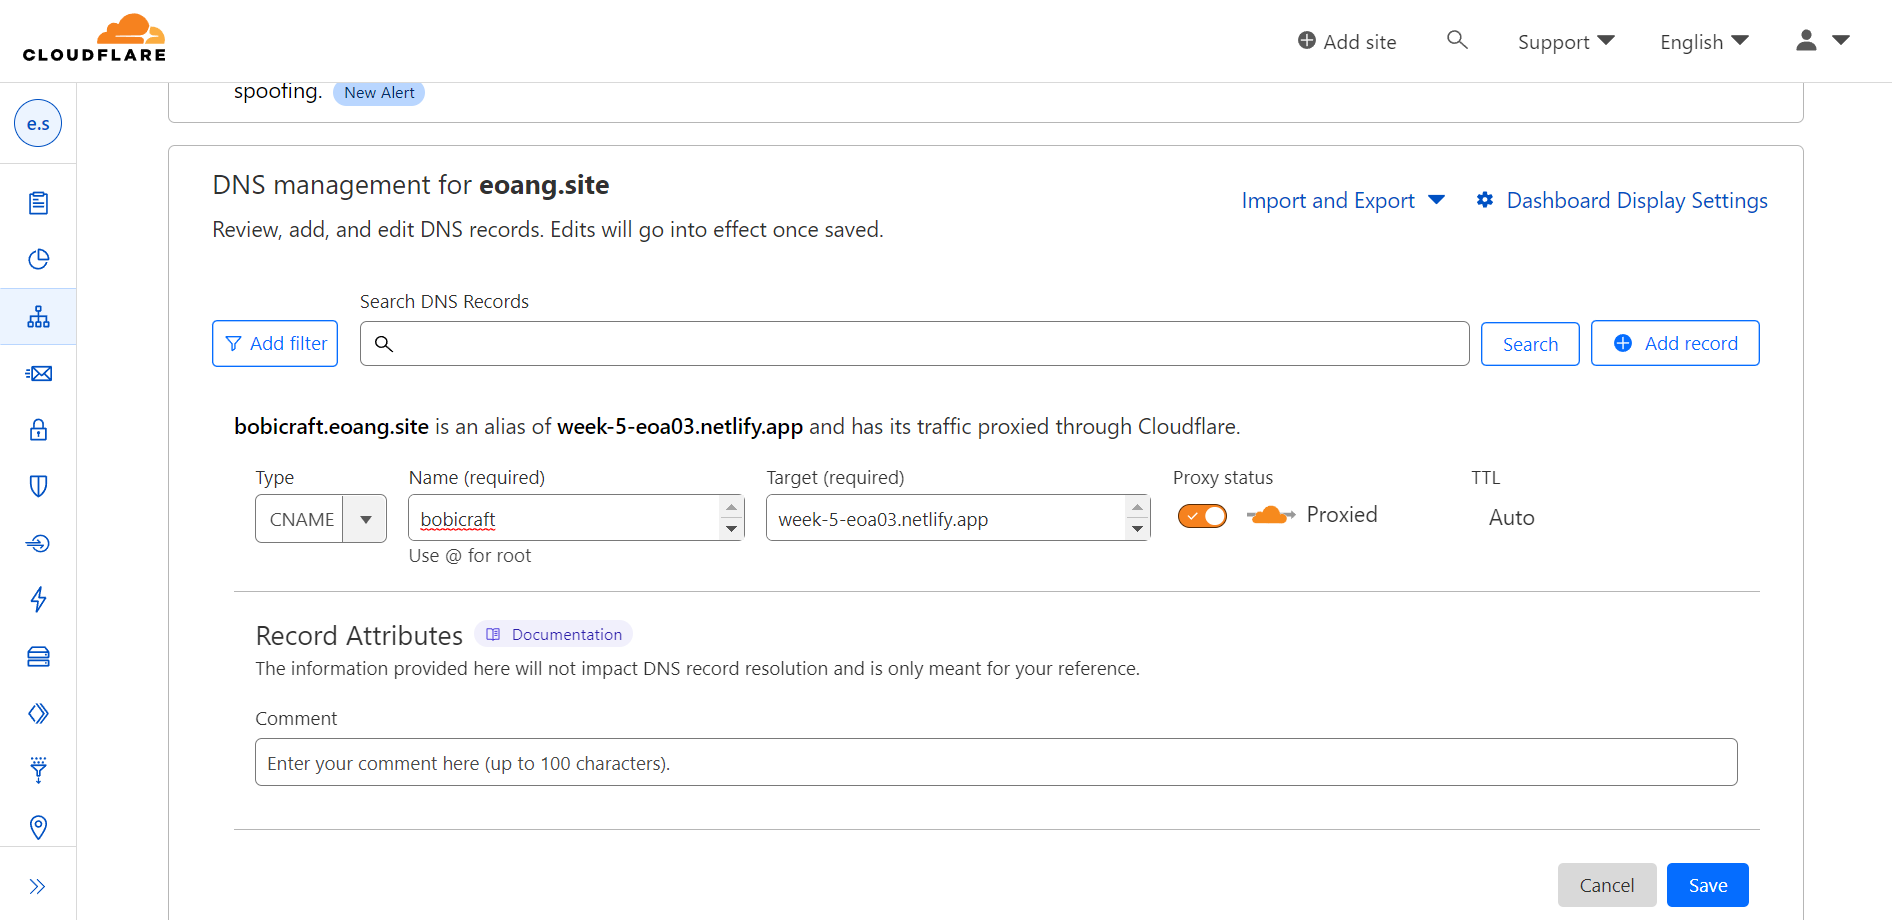 CLOUDFLARE
Add site
Support
English
e.s
spoofing. New Alert
DNS management for eoang.site
Import and Export
Dashboard Display Settings
Review, add, and edit DNS records. Edits will go into effect once saved.
Search DNS Records
Add filter
Search
Add record
bobicraft.eoang.site is an alias of week-5-eoa03.netlify.app and has its traffic proxied through Cloudflare.
Type
Name (required)
Target (required)
Proxy status
TTL
CNAME
bobicraft
week-5-eoa03.netlify.app
Proxied
Auto
Use @ for root
Record Attributes
Documentation
The information provided here will not impact DNS record resolution and is only meant for your reference.
Comment
Enter your comment here (up to 100 characters).
Cancel
Save